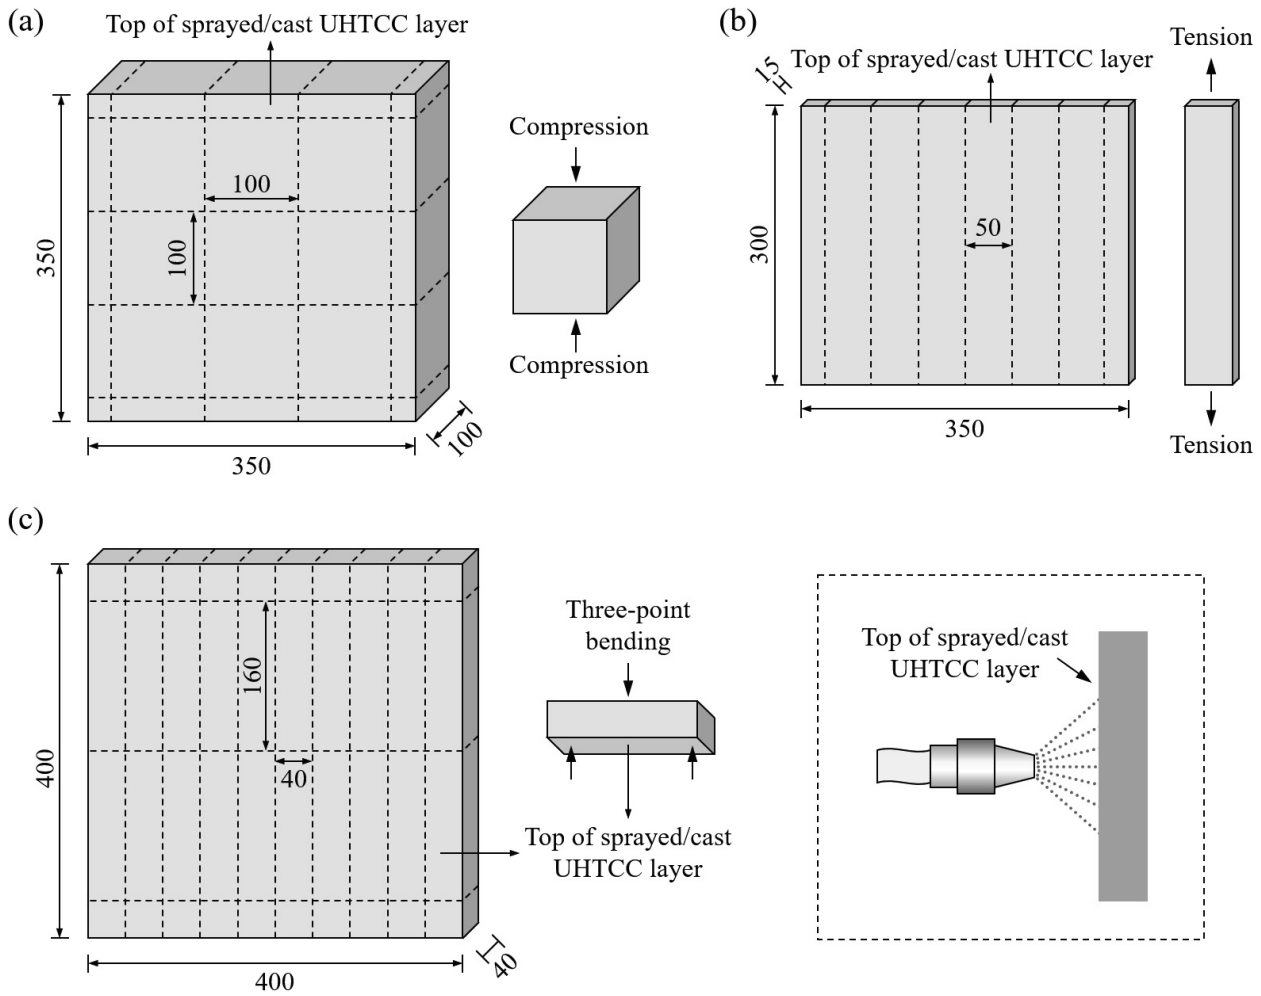 (a)
Top of sprayed/cast UHTCC layer
350
100
100
350
100
Compression
Compression
(b)
15
Top of sprayed/cast UHTCC layer
300
50
350
Tension
Tension
(c)
400
160
40
400
40
Three-point
bending
Top of sprayed/cast
UHTCC layer
Top of sprayed/cast
UHTCC layer